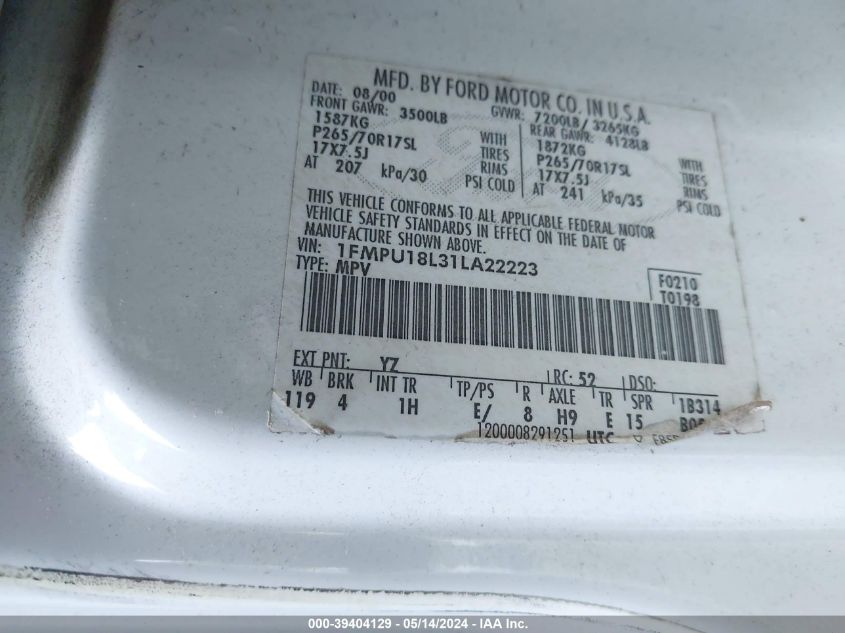 MFD. BY FORD MOTOR CO. IN U.S.A.
DATE: 08/00 GVWR: 7200LB/ 3265KG
FRONT GAWR: 3500LB REAR GAWR: 4128LB
1587KG WITH 1872KG WITH
P265/70R17SL TIRES P265/70R17SL TIRES
17X7.5J RIMS 17X7.5J RIMS
AT 207 kPa/30 PSI COLD AT 241 kPa/35 PSI COLD
THIS VEHICLE CONFORMS TO ALL APPLICABLE FEDERAL MOTOR
VEHICLE SAFETY STANDARDS IN EFFECT ON THE DATE OF
MANUFACTURE SHOWN ABOVE.
VIN: 1FMPU18L31LA22223
TYPE: MPV
F0210
T0198
EXT PNT: YZ RC: 52 DSO:
WB BRK INT TR TP/PS R AXLE TR SPR 1B314
119 4 1H E/ 8 H9 E 15
1200008291251 UTC
000-39404129 - 05/14/2024 - IAA Inc.